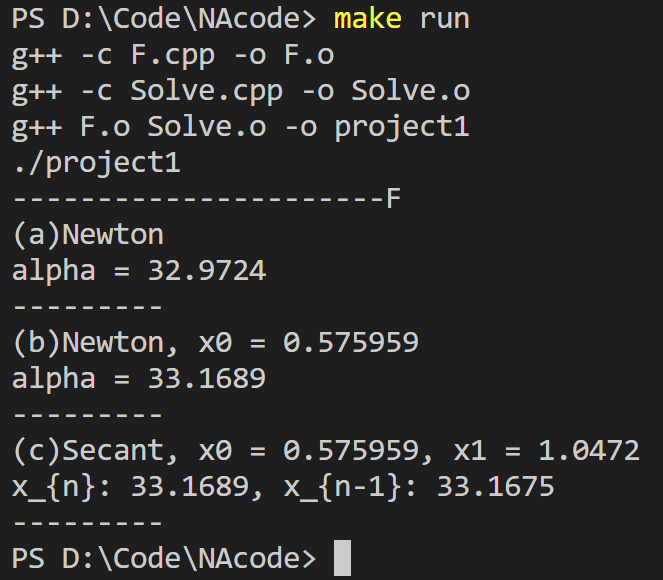 PS D:\Code\NAcode> make run
g++ -c F.cpp -o F.o
g++ -c Solve.cpp -o Solve.o
g++ F.o Solve.o -o project1
./project1
----------------------F
(a)Newton
alpha = 32.9724
---------
(b)Newton, x0 = 0.575959
alpha = 33.1689
---------
(c)Secant, x0 = 0.575959, x1 = 1.0472
x_{n}: 33.1689, x_{n-1}: 33.1675
---------
PS D:\Code\NAcode>